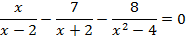 x/(x − 2) − 7/(x + 2) − 8/(x² − 4) = 0